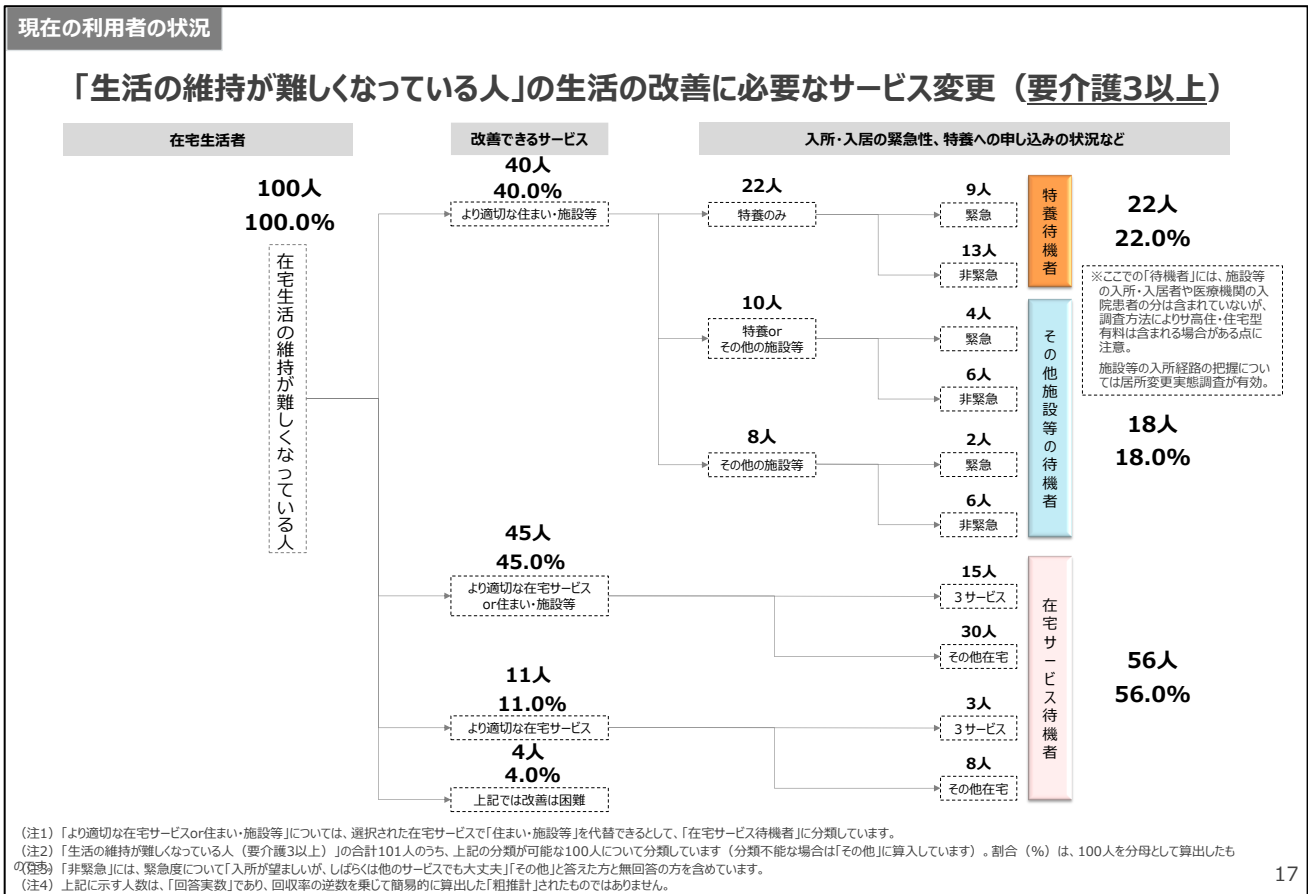 現在の利用者の状況
「生活の維持が難しくなっている人」の生活の改善に必要なサービス変更（要介護3以上）
在宅生活者
改善できるサービス
入所・入居の緊急性、特養への申し込みの状況など
100人
100.0%
在宅生活の維持が難しくなっている人
40人
40.0%
より適切な住まい・施設等
22人
特養のみ
9人
緊急
13人
非緊急
特養待機者
22人
22.0%
※ここでの「待機者」には、施設等
の入所・入居者や医療機関の入
院患者の分は含まれていないが、
調査方法によりサ高住・住宅型
有料は含まれる場合がある点に
注意。
施設等の入所経路の把握につい
ては居所変更実態調査が有効。
10人
特養or
その他の施設等
4人
緊急
6人
非緊急
8人
その他の施設等
2人
緊急
6人
非緊急
その他施設等の待機者
18人
18.0%
45人
45.0%
より適切な在宅サービス
or住まい・施設等
15人
３サービス
30人
その他在宅
11人
11.0%
より適切な在宅サービス
3人
３サービス
8人
その他在宅
在宅サービス待機者
56人
56.0%
4人
4.0%
上記では改善は困難
（注1）「より適切な在宅サービスor住まい・施設等」については、選択された在宅サービスで「住まい・施設等」を代替できるとして、「在宅サービス待機者」に分類しています。
（注2）「生活の維持が難しくなっている人（要介護3以上）」の合計101人のうち、上記の分類が可能な100人について分類しています（分類不能な場合は「その他」に算入しています）。割合（%）は、100人を分母として算出したも
のです。
（注3）「非緊急」には、緊急度について「入所が望ましいが、しばらくは他のサービスでも大丈夫」「その他」と答えた方と無回答の方を含めています。
（注4）上記に示す人数は、「回答実数」であり、回収率の逆数を乗じて簡易的に算出した「粗推計」されたものではありません。
17